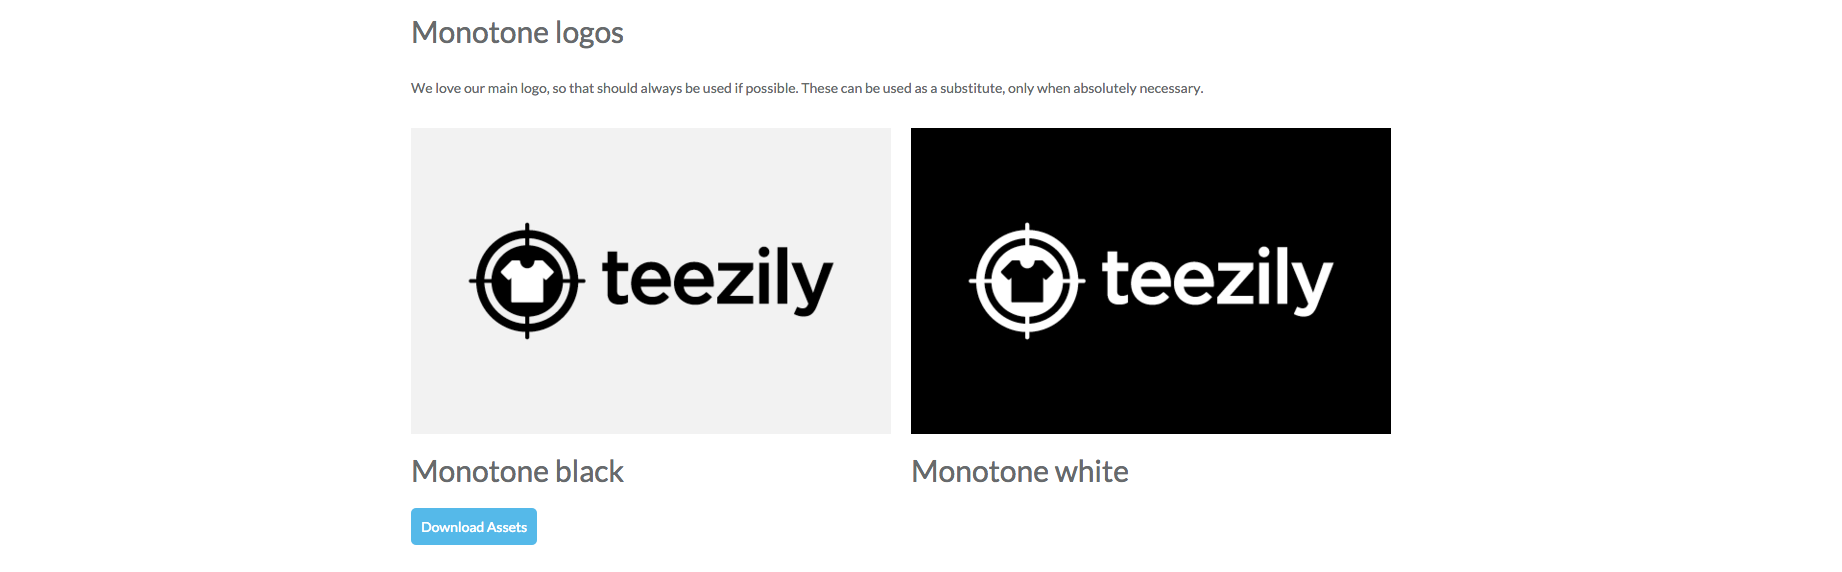 Monotone logos
We love our main logo, so that should always be used if possible. These can be used as a substitute, only when absolutely necessary.
teezily
teezily
Monotone black
Monotone white
Download Assets